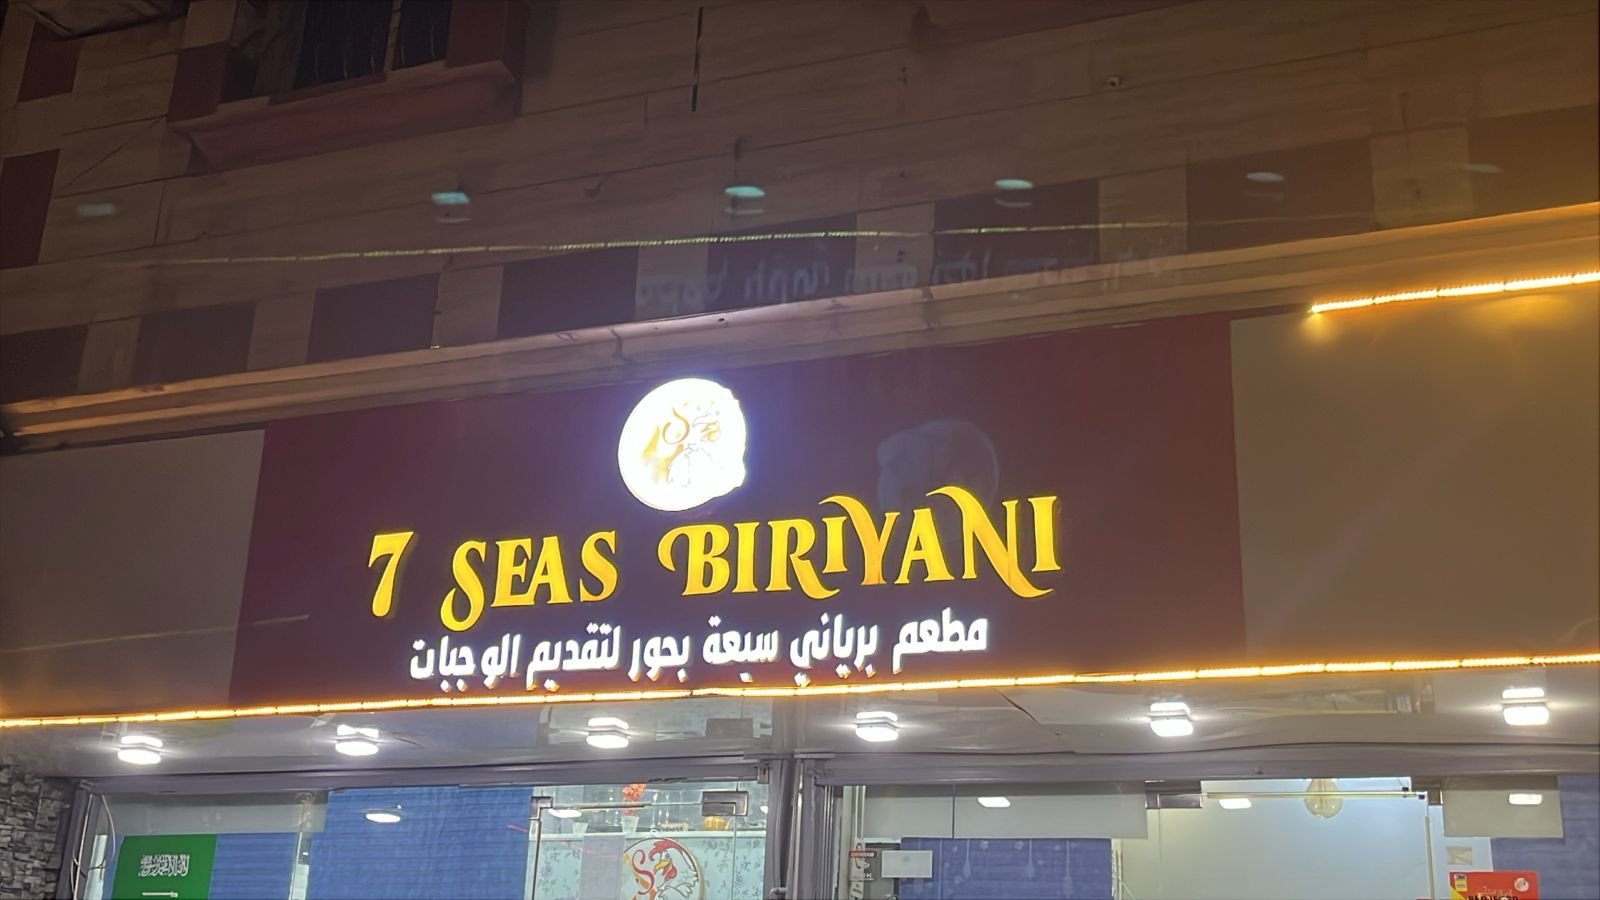 7 SEAS BIRIYANI
مطعم برياني سبعة بحور لتقديم الوجبات